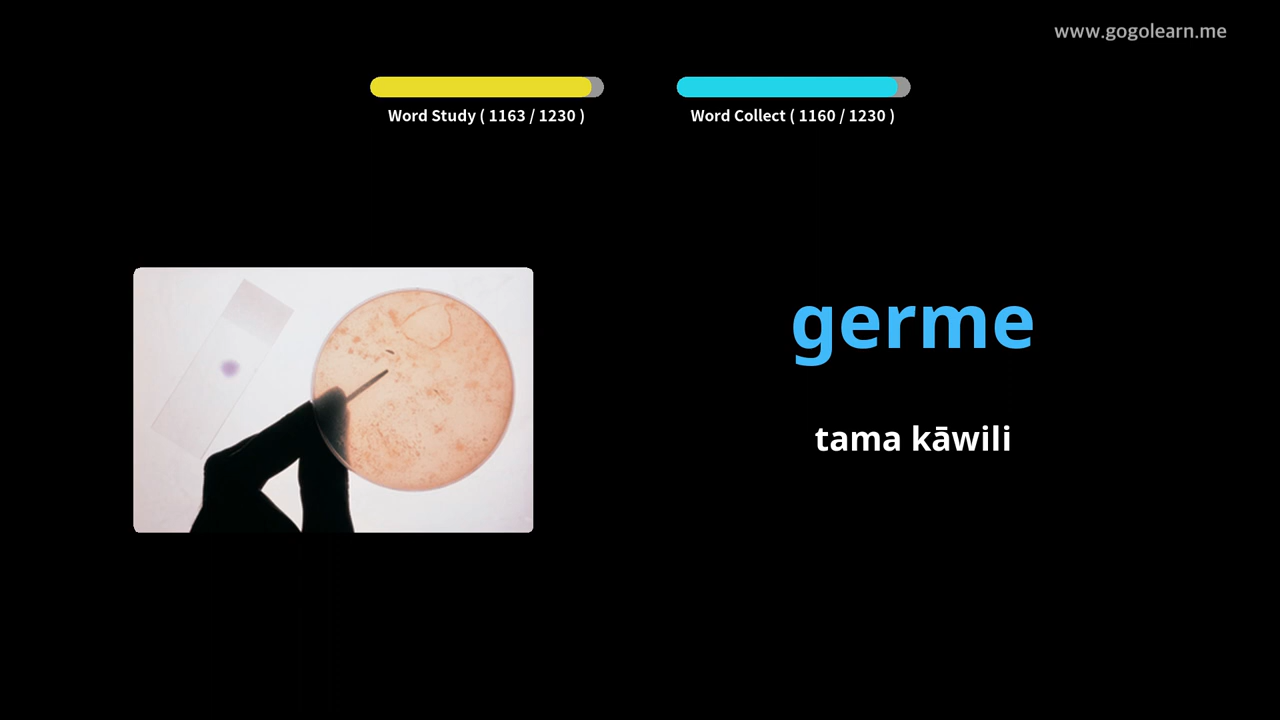 www.gogolearn.me
Word Study ( 1163 / 1230 )
Word Collect ( 1160 / 1230 )
germe
tama kāwili